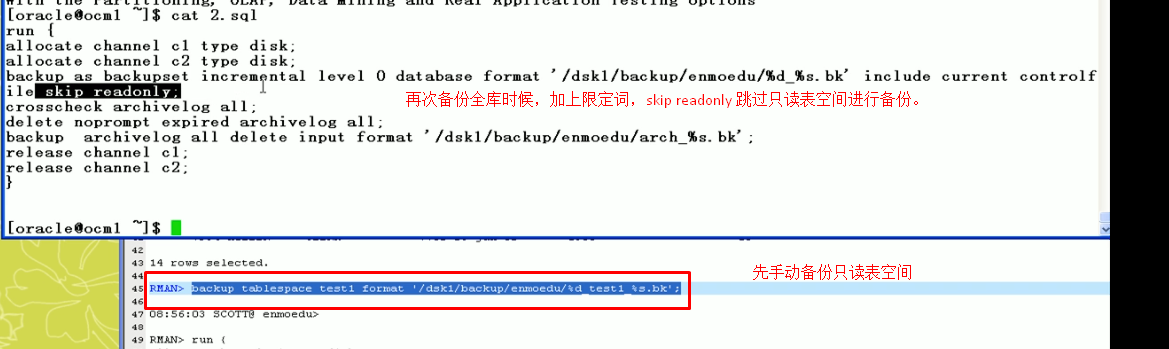 with the Partitioning, OLAP, Data Mining and Real Application Testing options
[oracle@ocm1 ~]$ cat 2.sql
run {
allocate channel c1 type disk;
allocate channel c2 type disk;
backup as backupset incremental level 0 database format '/dsk1/backup/enmoedu/%d_%s.bk' include current controlf
ile skip readonly;
再次备份全库时候，加上限定词，skip readonly 跳过只读表空间进行备份。
crosscheck archivelog all;
delete noprompt expired archivelog all;
backup  archivelog all delete input format '/dsk1/backup/enmoedu/arch_%s.bk';
release channel c1;
release channel c2;
}
[oracle@ocm1 ~]$
42
43 14 rows selected.
44
先手动备份只读表空间
45 RMAN> backup tablespace test1 format '/dsk1/backup/enmoedu/%d_test1_%s.bk';
46
47 08:56:03 SCOTT@ enmoedu>
48
49 RMAN> run {